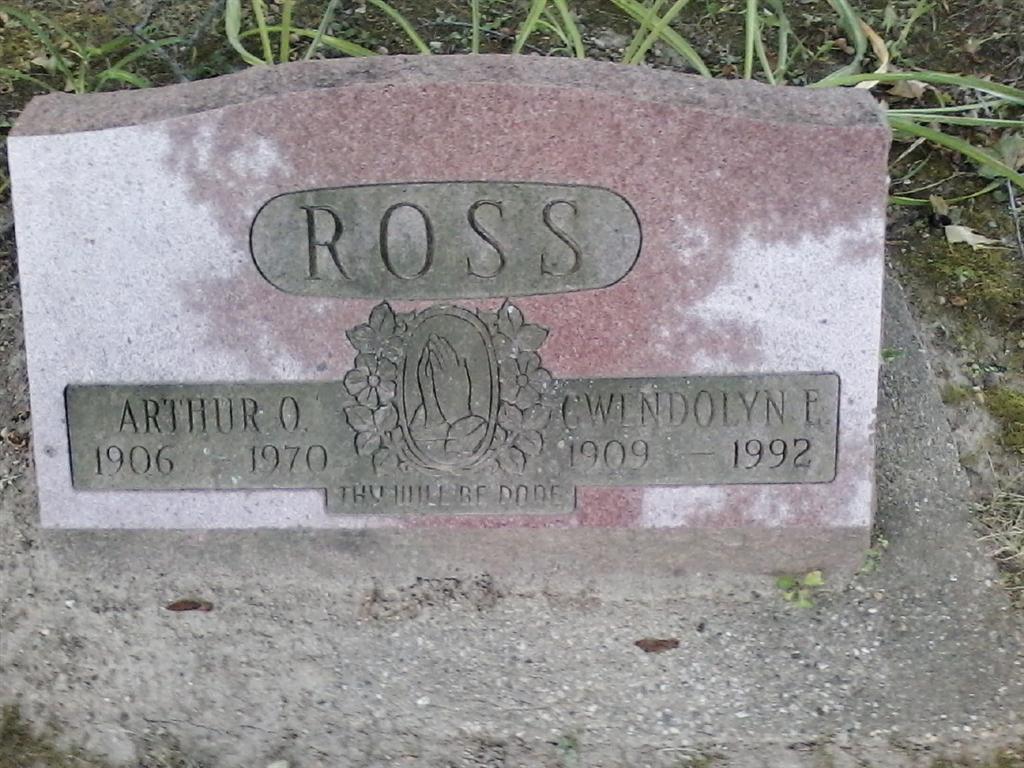 ROSS
ARTHUR O.
1906 – 1970
GWENDOLYN E.
1909 – 1992
THY WILL BE DONE